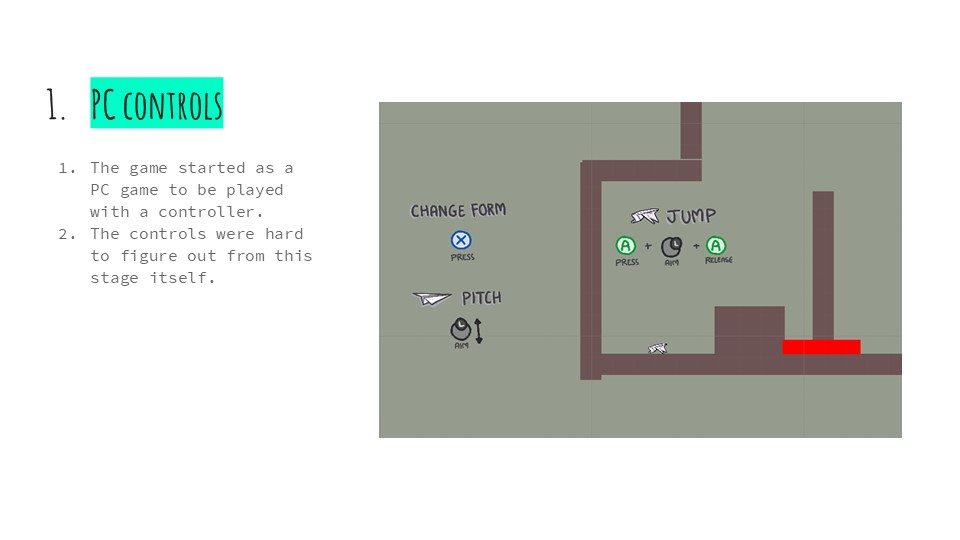 1. PC CONTROLS
1. The game started as a
PC game to be played
with a controller.
2. The controls were hard
to figure out from this
stage itself.
CHANGE FORM
X
PRESS
PITCH
L
AIM
JUMP
A + L + A
PRESS AIM RELEASE